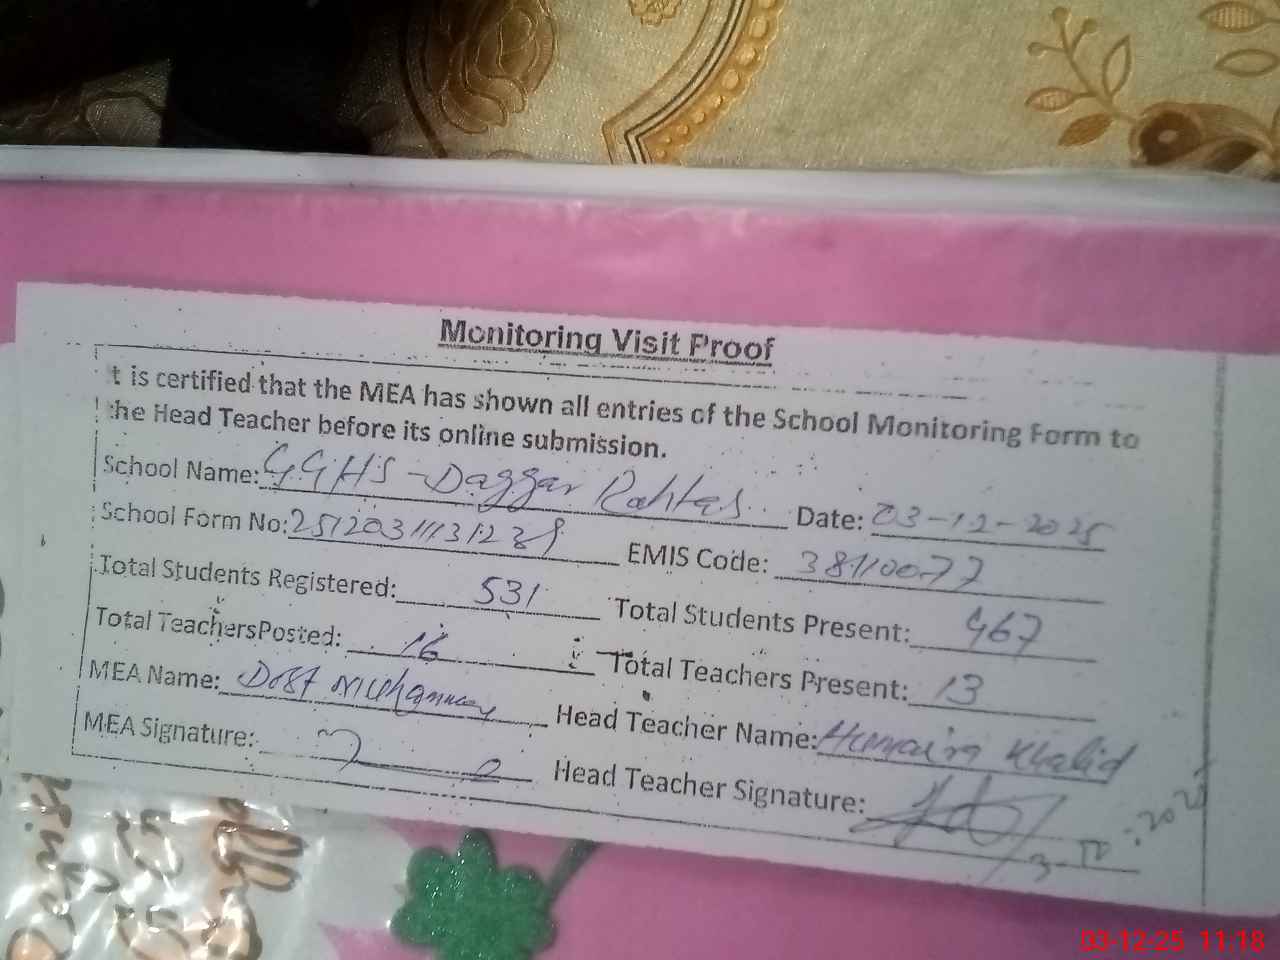 Monitoring Visit Proof
t is certified that the MEA has shown all entries of the School Monitoring Form to
the Head Teacher before its online submission.
School Name: GGHS - Daggar Rahtas Date: 03-12-2025
School Form No: EMIS Code: 38110077
Total Students Registered: 531 Total Students Present: 467
Total TeachersPosted: 16 Total Teachers Present: 13
MEA Name: Dost Muhammad Head Teacher Name: Humaira Khalid
MEA Signature: Head Teacher Signature:
03-12-25 11:18